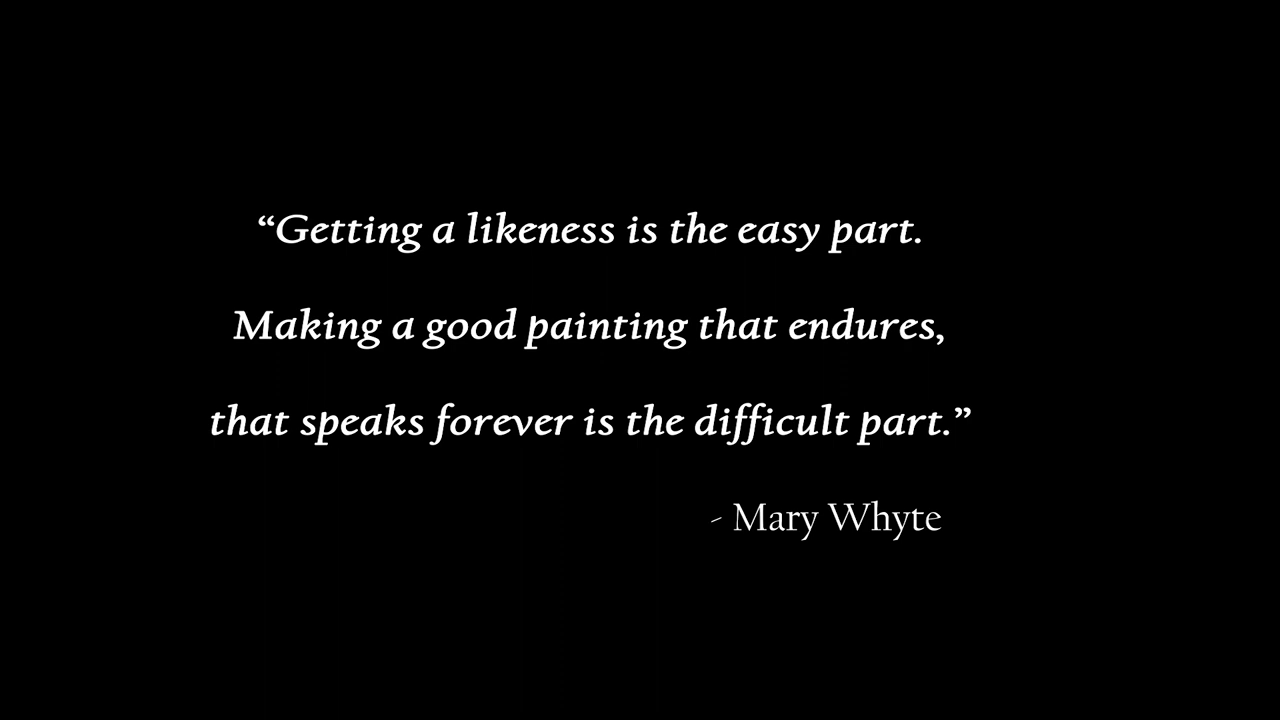 “Getting a likeness is the easy part.
Making a good painting that endures,
that speaks forever is the difficult part.”
- Mary Whyte